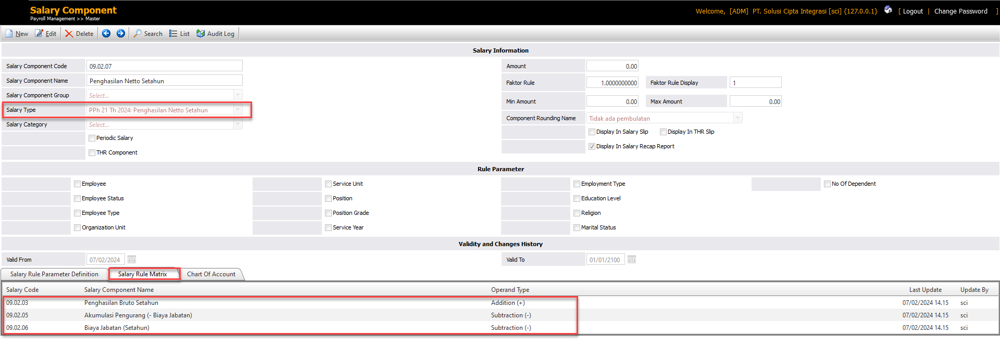 Salary Component
Payroll Management >> Master
Welcome, [ADM] PT. Solusi Cipta Integrasi [sci] {127.0.0.1} [ Logout | Change Password ]
New Edit Delete Search List Audit Log
Salary Information
Salary Component Code 09.02.07 Amount 0.00
Salary Component Name Penghasilan Netto Setahun Faktor Rule 1.0000000000 Faktor Rule Display 1
Salary Component Group Select... Min Amount 0.00 Max Amount 0.00
Salary Type PPh 21 Th 2024: Penghasilan Netto Setahun
Component Rounding Name Tidak ada pembulatan
Salary Category Select...
Display In Salary Slip Display In THR Slip
Periodic Salary
Display In Salary Recap Report
THR Component
Rule Parameter
Employee Service Unit Employment Type No Of Dependent
Employee Status Position Education Level
Employee Type Position Grade Religion
Organization Unit Service Year Marital Status
Validity and Changes History
Valid From 07/02/2024 Valid To 01/01/2100
Salary Rule Parameter Definition Salary Rule Matrix Chart Of Account
Salary Code Salary Component Name Operand Type Last Update Update By
09.02.03 Penghasilan Bruto Setahun Addition (+) 07/02/2024 14.15 sci
09.02.05 Akumulasi Pengurang (- Biaya Jabatan) Subtraction (-) 07/02/2024 14.15 sci
09.02.06 Biaya Jabatan (Setahun) Subtraction (-) 07/02/2024 14.15 sci